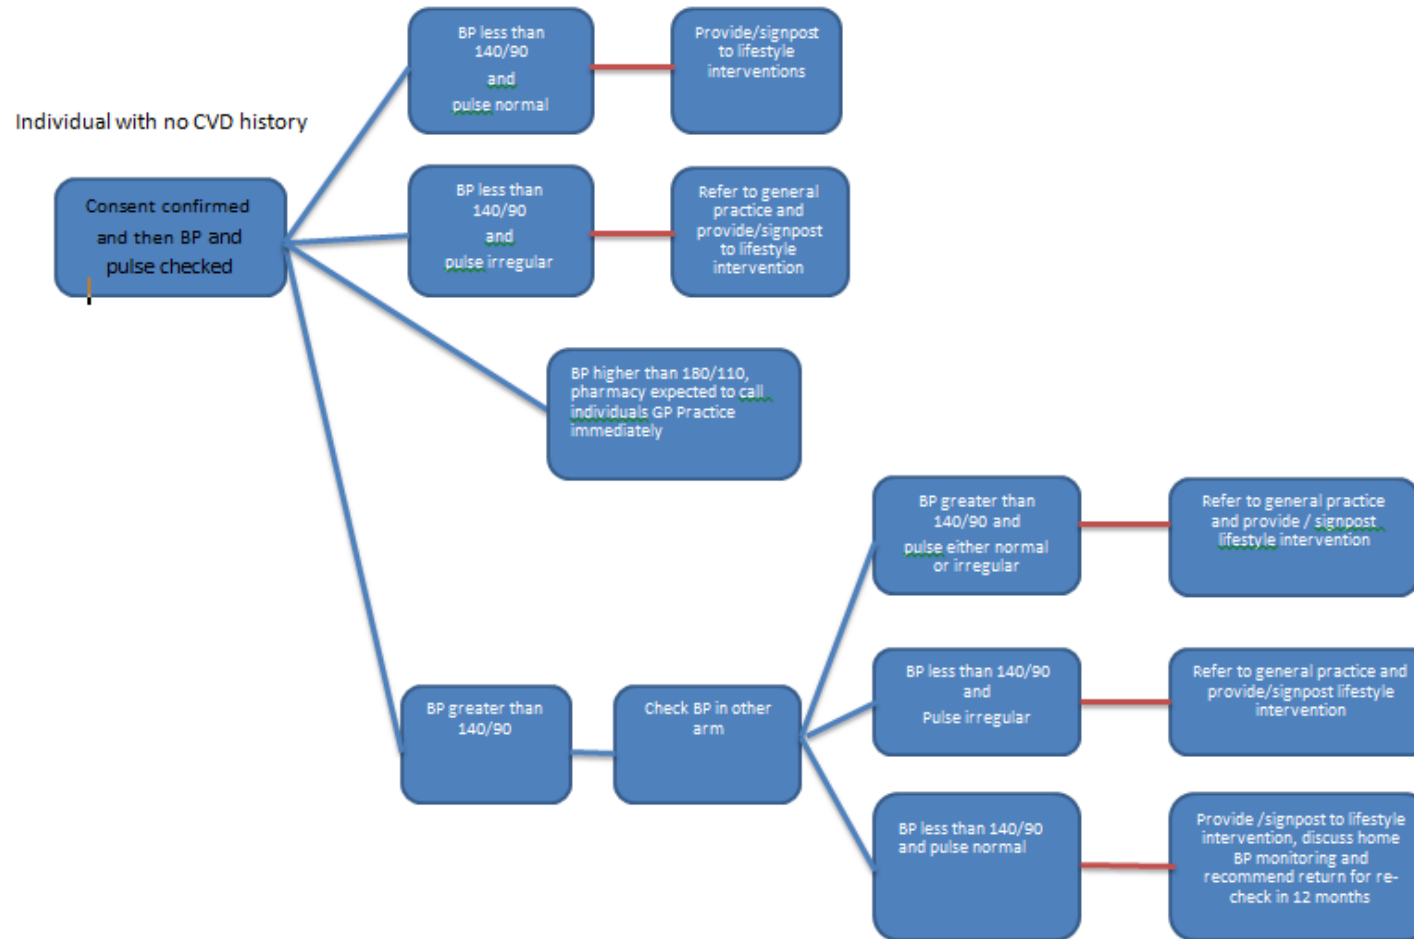 Individual with no CVD history
Consent confirmed
and then BP and
pulse checked
BP less than
140/90
and
pulse normal
Provide/signpost
to lifestyle
interventions
BP less than
140/90
and
pulse irregular
Refer to general
practice and
provide/signpost
to lifestyle
intervention
BP higher than 180/110,
pharmacy expected to call
individuals GP Practice
immediately
BP greater than
140/90
Check BP in other
arm
BP greater than
140/90 and
pulse either normal
or irregular
Refer to general practice
and provide / signpost
lifestyle intervention
BP less than 140/90
and
Pulse irregular
Refer to general practice and
provide/signpost lifestyle
intervention
BP less than 140/90
and pulse normal
Provide /signpost to lifestyle
intervention, discuss home
BP monitoring and
recommend return for re-
check in 12 months